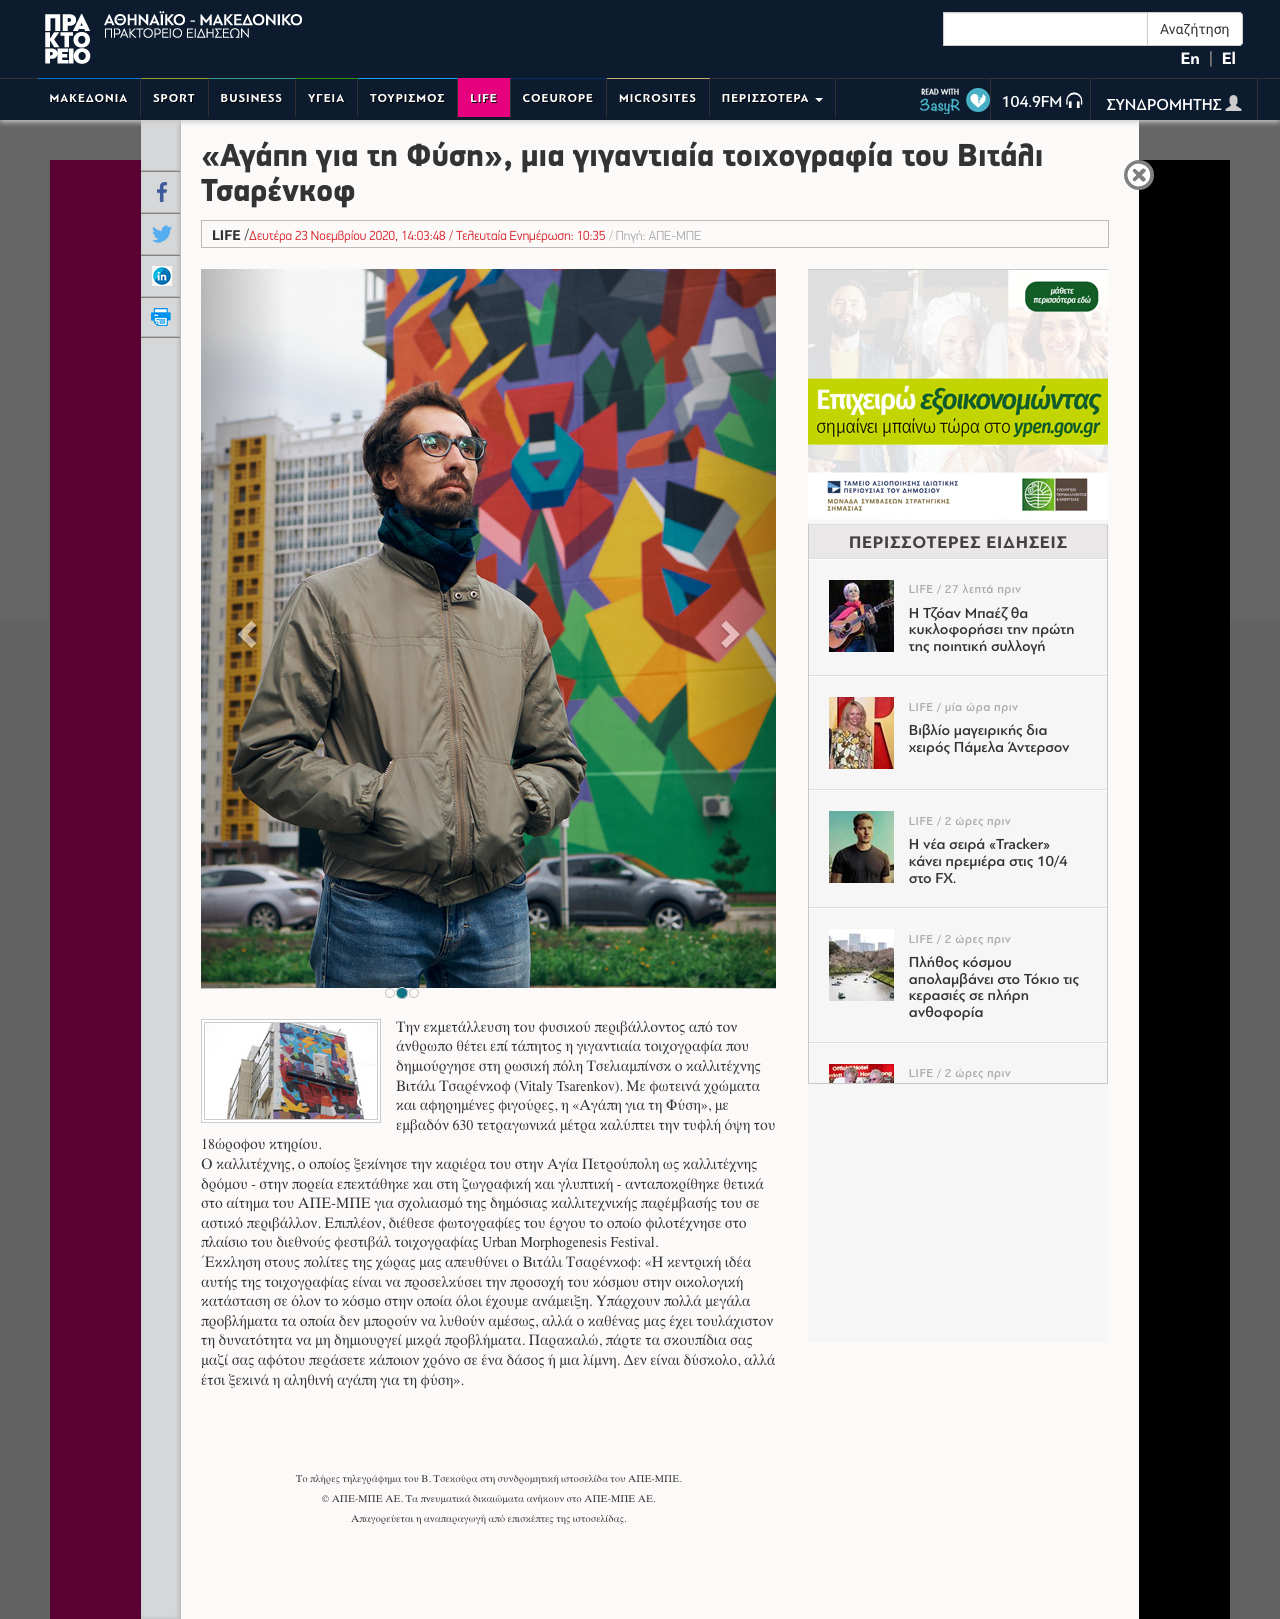 ΠΡΑ
ΚΤΟ
ΡΕΙΟ
ΑΘΗΝΑΪΚΟ - ΜΑΚΕΔΟΝΙΚΟ
ΠΡΑΚΤΟΡΕΙΟ ΕΙΔΗΣΕΩΝ
Αναζήτηση
En | El
ΜΑΚΕΔΟΝΙΑ SPORT BUSINESS ΥΓΕΙΑ ΤΟΥΡΙΣΜΟΣ LIFE COEUROPE MICROSITES ΠΕΡΙΣΣΟΤΕΡΑ
READ WITH
3asyR
104.9FM
ΣΥΝΔΡΟΜΗΤΗΣ
«Αγάπη για τη Φύση», μια γιγαντιαία τοιχογραφία του Βιτάλι
Τσαρένκοφ
LIFE /Δευτέρα 23 Νοεμβρίου 2020, 14:03:48 / Τελευταία Ενημέρωση: 10:35 / Πηγή: ΑΠΕ-ΜΠΕ
μάθετε
περισσότερα εδώ
Επιχειρώ εξοικονομώντας
σημαίνει μπαίνω τώρα στο ypen.gov.gr
ΤΑΜΕΙΟ ΑΞΙΟΠΟΙΗΣΗΣ ΙΔΙΩΤΙΚΗΣ
ΠΕΡΙΟΥΣΙΑΣ ΤΟΥ ΔΗΜΟΣΙΟΥ
ΜΟΝΑΔΑ ΣΥΜΒΑΣΕΩΝ ΣΤΡΑΤΗΓΙΚΗΣ
ΣΗΜΑΣΙΑΣ
ΠΕΡΙΣΣΟΤΕΡΕΣ ΕΙΔΗΣΕΙΣ
LIFE / 27 λεπτά πριν
Η Τζόαν Μπαέζ θα
κυκλοφορήσει την πρώτη
της ποιητική συλλογή
LIFE / μία ώρα πριν
Βιβλίο μαγειρικής δια
χειρός Πάμελα Άντερσον
LIFE / 2 ώρες πριν
Η νέα σειρά «Tracker»
κάνει πρεμιέρα στις 10/4
στο FX.
LIFE / 2 ώρες πριν
Πλήθος κόσμου
απολαμβάνει στο Τόκιο τις
κερασιές σε πλήρη
ανθοφορία
LIFE / 2 ώρες πριν
Την εκμετάλλευση του φυσικού περιβάλλοντος από τον
άνθρωπο θέτει επί τάπητος η γιγαντιαία τοιχογραφία που
δημιούργησε στη ρωσική πόλη Τσελιαμπίνσκ ο καλλιτέχνης
Βιτάλι Τσαρένκοφ (Vitaly Tsarenkov). Με φωτεινά χρώματα
και αφηρημένες φιγούρες, η «Αγάπη για τη Φύση», με
εμβαδόν 630 τετραγωνικά μέτρα καλύπτει την τυφλή όψη του
18ώροφου κτηρίου.
Ο καλλιτέχνης, ο οποίος ξεκίνησε την καριέρα του στην Αγία Πετρούπολη ως καλλιτέχνης
δρόμου - στην πορεία επεκτάθηκε και στη ζωγραφική και γλυπτική - ανταποκρίθηκε θετικά
στο αίτημα του ΑΠΕ-ΜΠΕ για σχολιασμό της δημόσιας καλλιτεχνικής παρέμβασής του σε
αστικό περιβάλλον. Επιπλέον, διέθεσε φωτογραφίες του έργου το οποίο φιλοτέχνησε στο
πλαίσιο του διεθνούς φεστιβάλ τοιχογραφίας Urban Morphogenesis Festival.
΄Εκκληση στους πολίτες της χώρας μας απευθύνει ο Βιτάλι Τσαρένκοφ: «Η κεντρική ιδέα
αυτής της τοιχογραφίας είναι να προσελκύσει την προσοχή του κόσμου στην οικολογική
κατάσταση σε όλον το κόσμο στην οποία όλοι έχουμε ανάμειξη. Υπάρχουν πολλά μεγάλα
προβλήματα τα οποία δεν μπορούν να λυθούν αμέσως, αλλά ο καθένας μας έχει τουλάχιστον
τη δυνατότητα να μη δημιουργεί μικρά προβλήματα. Παρακαλώ, πάρτε τα σκουπίδια σας
μαζί σας αφότου περάσετε κάποιον χρόνο σε ένα δάσος ή μια λίμνη. Δεν είναι δύσκολο, αλλά
έτσι ξεκινά η αληθινή αγάπη για τη φύση».
Το πλήρες τηλεγράφημα του Β. Τσεκούρα στη συνδρομητική ιστοσελίδα του ΑΠΕ-ΜΠΕ.
© ΑΠΕ-ΜΠΕ ΑΕ. Τα πνευματικά δικαιώματα ανήκουν στο ΑΠΕ-ΜΠΕ ΑΕ.
Απαγορεύεται η αναπαραγωγή από επισκέπτες της ιστοσελίδας.